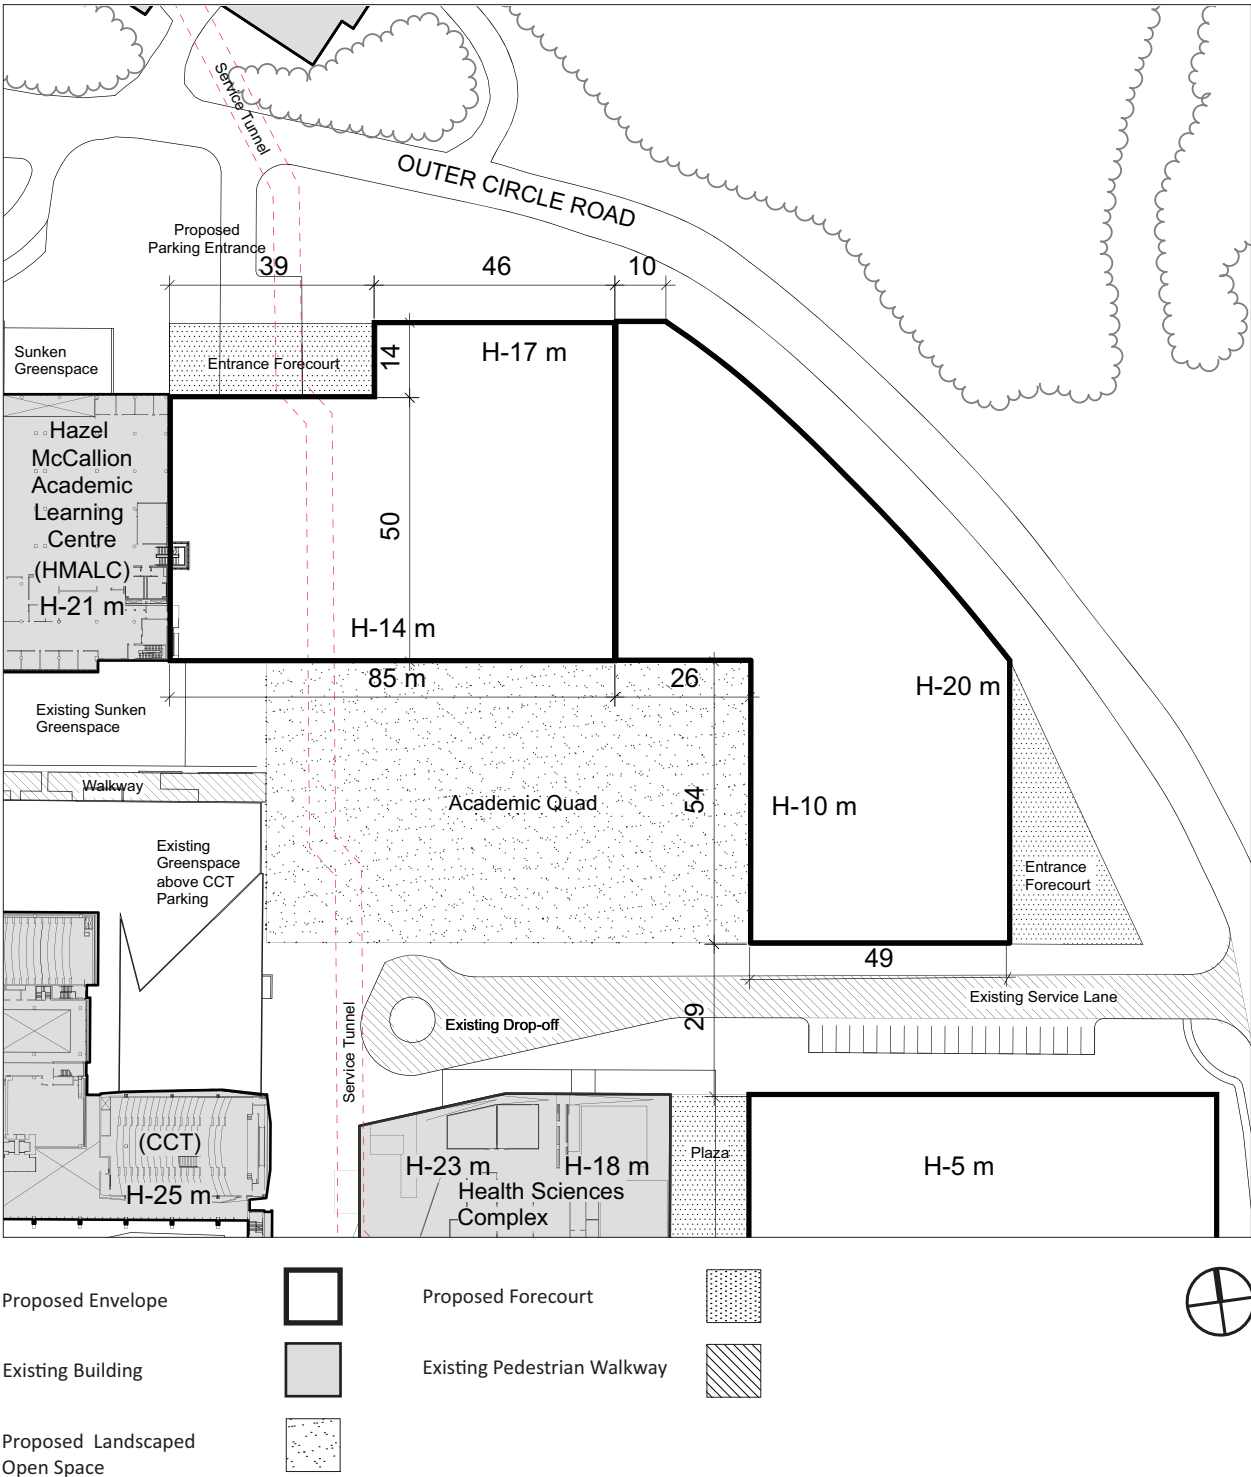 Service Tunnel
OUTER CIRCLE ROAD
Proposed
Parking Entrance
39
46
10
Sunken
Greenspace
Entrance Forecourt
14
H-17 m
Hazel
McCallion
Academic
Learning
Centre
(HMALC)
H-21 m
50
H-14 m
85 m
26
H-20 m
Existing Sunken
Greenspace
Walkway
Academic Quad
54
H-10 m
Existing
Greenspace
above CCT
Parking
Entrance
Forecourt
49
Existing Service Lane
Existing Drop-off
29
Service Tunnel
(CCT)
H-25 m
H-23 m
H-18 m
Health Sciences
Complex
Plaza
H-5 m
Proposed Envelope
Proposed Forecourt
Existing Building
Existing Pedestrian Walkway
Proposed Landscaped
Open Space